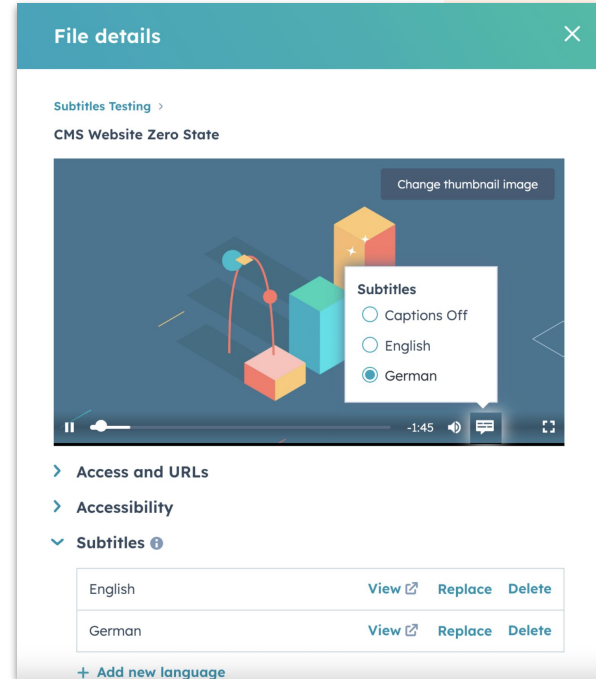 File details
Subtitles Testing >
CMS Website Zero State
Change thumbnail image
Subtitles
Captions Off
English
German
-1:45
Access and URLs
Accessibility
Subtitles
English View Replace Delete
German View Replace Delete
+ Add new language